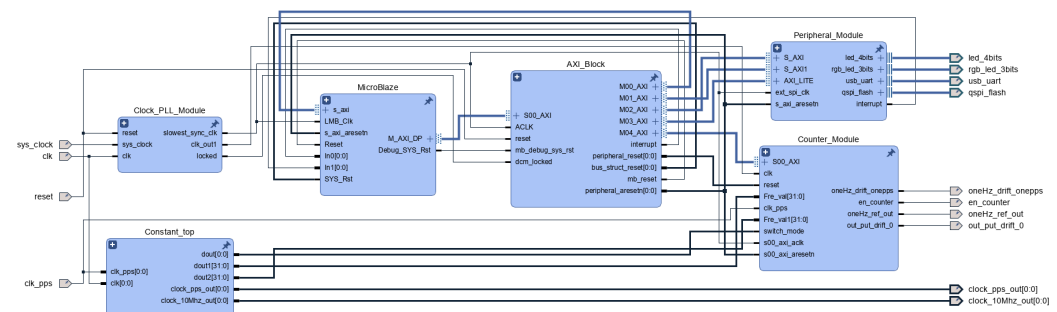 sys_clock
clk
reset
clk_pps
Clock_PLL_Module
reset
sys_clock
clk
slowest_sync_clk
clk_out1
locked
Constant_top
clk_pps[0:0]
clk[0:0]
dout[0:0]
dout1[31:0]
dout2[31:0]
clock_pps_out[0:0]
clock_10Mhz_out[0:0]
MicroBlaze
s_axi
LMB_Clk
s_axi_aresetn
Reset
In0[0:0]
In1[0:0]
SYS_Rst
M_AXI_DP
Debug_SYS_Rst
AXI_Block
S00_AXI
ACLK
reset
mb_debug_sys_rst
dcm_locked
M00_AXI
M01_AXI
M02_AXI
M03_AXI
M04_AXI
interrupt
peripheral_reset[0:0]
bus_struct_reset[0:0]
mb_reset
peripheral_aresetn[0:0]
Peripheral_Module
S_AXI
S_AXI1
AXI_LITE
ext_spi_clk
s_axi_aresetn
led_4bits
rgb_led_3bits
usb_uart
qspi_flash
interrupt
Counter_Module
S00_AXI
clk
reset
Fre_val[31:0]
clk_pps
Fre_val1[31:0]
switch_mode
s00_axi_aclk
s00_axi_aresetn
oneHz_drift_onepps
en_counter
oneHz_ref_out
out_put_drift_0
led_4bits
rgb_led_3bits
usb_uart
qspi_flash
oneHz_drift_onepps
en_counter
oneHz_ref_out
out_put_drift_0
clock_pps_out[0:0]
clock_10Mhz_out[0:0]